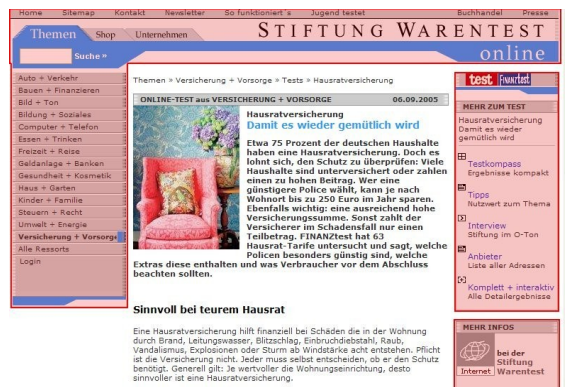 Home Sitemap Kontakt Newsletter So funktioniert´s Jugend testet Buchhandel Presse
Themen Shop Unternehmen STIFTUNG WARENTEST
online
Suche »
Auto + Verkehr
Bauen + Finanzieren
Bild + Ton
Bildung + Soziales
Computer + Telefon
Essen + Trinken
Freizeit + Reise
Geldanlage + Banken
Gesundheit + Kosmetik
Haus + Garten
Kinder + Familie
Steuern + Recht
Umwelt + Energie
Versicherung + Vorsorge
Alle Ressorts
Login
Themen » Versicherung + Vorsorge » Tests » Hausratversicherung
ONLINE-TEST aus VERSICHERUNG + VORSORGE 06.09.2005
Hausratversicherung
Damit es wieder gemütlich wird
Etwa 75 Prozent der deutschen Haushalte
haben eine Hausratversicherung. Doch es
lohnt sich, den Schutz zu überprüfen: Viele
Haushalte sind unterversichert oder zahlen
einen zu hohen Beitrag. Wer eine
günstigere Police wählt, kann je nach
Wohnort bis zu 250 Euro im Jahr sparen.
Ebenfalls wichtig: eine ausreichend hohe
Versicherungssumme. Sonst zahlt der
Versicherer im Schadensfall nur einen
Teilbetrag. FINANZtest hat 63
Hausrat-Tarife untersucht und sagt, welche
Policen besonders günstig sind, welche
Extras diese enthalten und was Verbraucher vor dem Abschluss
beachten sollten.
Sinnvoll bei teurem Hausrat
Eine Hausratversicherung hilft finanziell bei Schäden die in der Wohnung
durch Brand, Leitungswasser, Blitzschlag, Einbruchdiebstahl, Raub,
Vandalismus, Explosionen oder Sturm ab Windstärke acht entstehen. Pflicht
ist die Versicherung nicht. Jeder muss selbst entscheiden, ob er den Schutz
benötigt. Generell gilt: Je wertvoller die Wohnungseinrichtung, desto
sinnvoller ist eine Hausratversicherung.
test FINANZtest
MEHR ZUM TEST
Hausratversicherung
Damit es wieder
gemütlich wird
Testkompass
Ergebnisse kompakt
Tipps
Nutzwert zum Thema
Interview
Stiftung im O-Ton
Anbieter
Liste aller Adressen
Komplett + interaktiv
Alle Detailergebnisse
MEHR INFOS
bei der
Stiftung
Internet Warentest